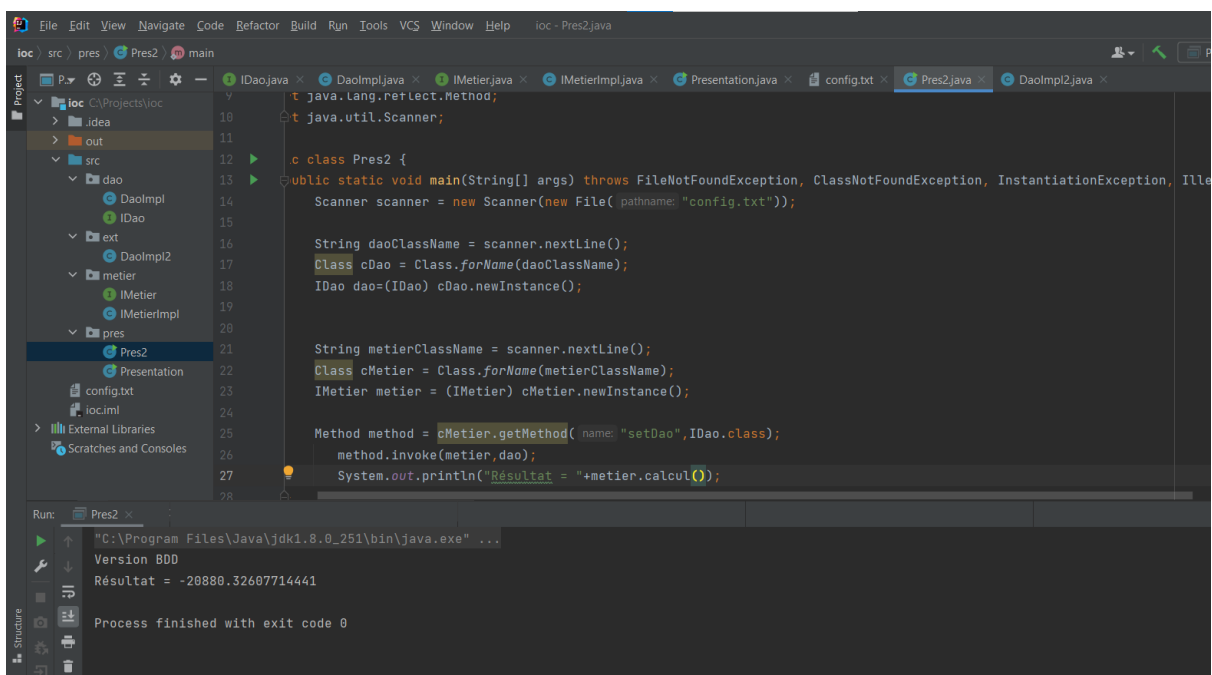 File Edit View Navigate Code Refactor Build Run Tools VCS Window Help ioc - Pres2.java
ioc src pres Pres2 main
Project
P..
IDao.java DaoImpl.java IMetier.java IMetierImpl.java Presentation.java config.txt Pres2.java DaoImpl2.java
ioc C:\Projects\ioc
.idea
out
src
dao
DaoImpl
IDao
ext
DaoImpl2
metier
IMetier
IMetierImpl
pres
Pres2
Presentation
config.txt
ioc.iml
External Libraries
Scratches and Consoles
9 t java.lang.reflect.Method;
10 t java.util.Scanner;
11
12 .c class Pres2 {
13 ublic static void main(String[] args) throws FileNotFoundException, ClassNotFoundException, InstantiationException, Ille
14 Scanner scanner = new Scanner(new File( pathname: "config.txt"));
15
16 String daoClassName = scanner.nextLine();
17 Class cDao = Class.forName(daoClassName);
18 IDao dao=(IDao) cDao.newInstance();
19
20
21 String metierClassName = scanner.nextLine();
22 Class cMetier = Class.forName(metierClassName);
23 IMetier metier = (IMetier) cMetier.newInstance();
24
25 Method method = cMetier.getMethod( name: "setDao",IDao.class);
26 method.invoke(metier,dao);
27 System.out.println("Résultat = "+metier.calcul());
28
Run: Pres2
"C:\Program Files\Java\jdk1.8.0_251\bin\java.exe" ...
Version BDD
Résultat = -20880.32607714441
Process finished with exit code 0
Structure